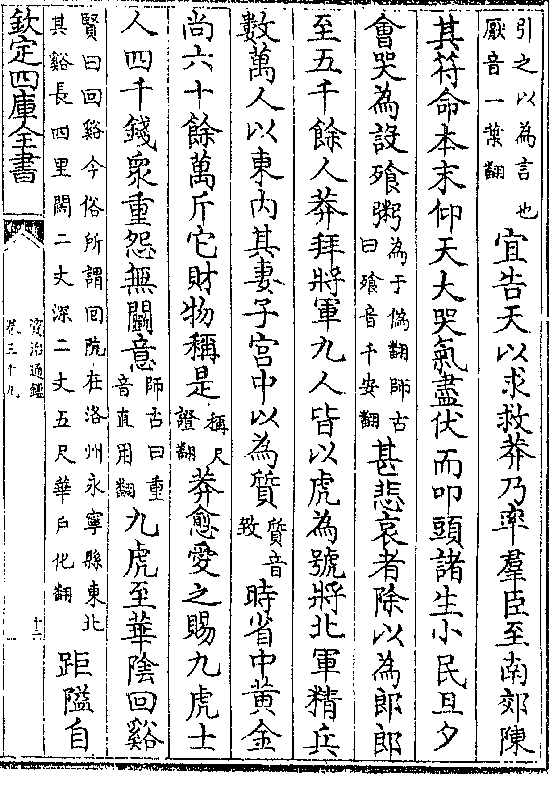 引之以為言也
厭音一葉翻
宜告天以求救莽乃率羣臣至南郊陳
其符命本末仰天大哭氣盡伏而叩頭諸生小民旦夕
會哭為設飱粥
為于偽翻師古
曰飱音千安翻
甚悲哀者除以為郎郎
至五千餘人莽拜將軍九人皆以虎為號將北軍精兵
數萬人以東內其妻子宮中以為質
質音
致
時省中黄金
尚六十餘萬斤它財物稱是
稱尺
證翻
莽愈愛之賜九虎士
人四千錢衆重怨無鬬意
師古曰重
音直用翻
九虎至華陰回谿
賢曰回谿今俗所謂回阬在洛州永寧縣東北
其谿長四里闊二丈深二丈五尺華戶化翻
距隘自
欽定四庫全書
資治通鑑
卷三十九
十二